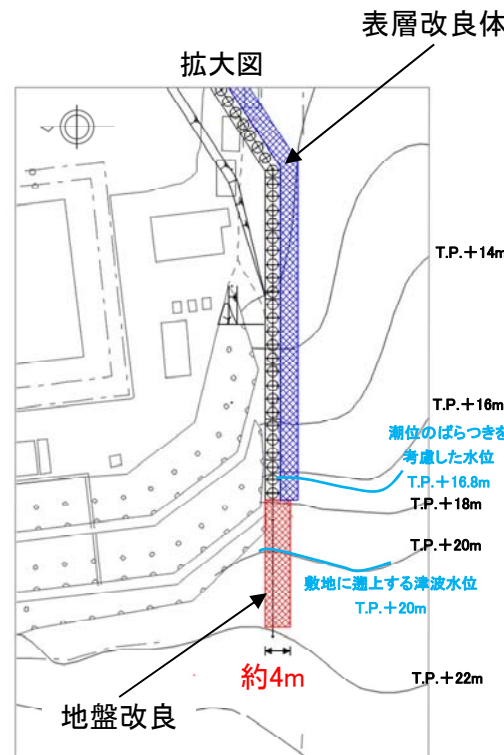 表層改良体
拡大図
T.P.+14m
T.P.+16m
潮位のばらつきを
考慮した水位
T.P.+16.8m
T.P.+18m
T.P.+20m
敷地に遡上する津波水位
T.P.+20m
T.P.+22m
約4m
地盤改良